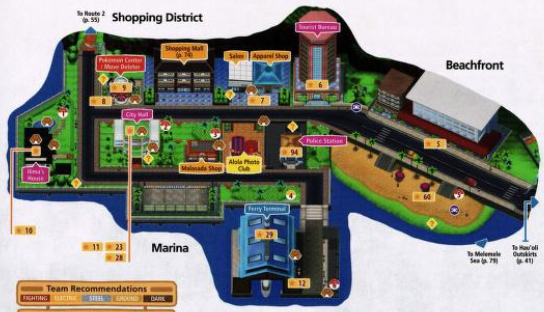 To Route 2
(p. 55)
Shopping District
Tourist Bureau
Shopping Mall
(p. 74)
Salon
Apparel Shop
Pokémon Center
/ Move Deleter
Beachfront
9
8
7
6
City Hall
Police Station
5
94
Malasada Shop
Alola Photo
Club
Ilima's
House
60
4
Ferry Terminal
10
29
11
23
28
Marina
12
To Melemele
Sea (p. 79)
To Hau'oli
Outskirts
(p. 41)
Team Recommendations
FIGHTING ELECTRIC STEEL GROUND DARK